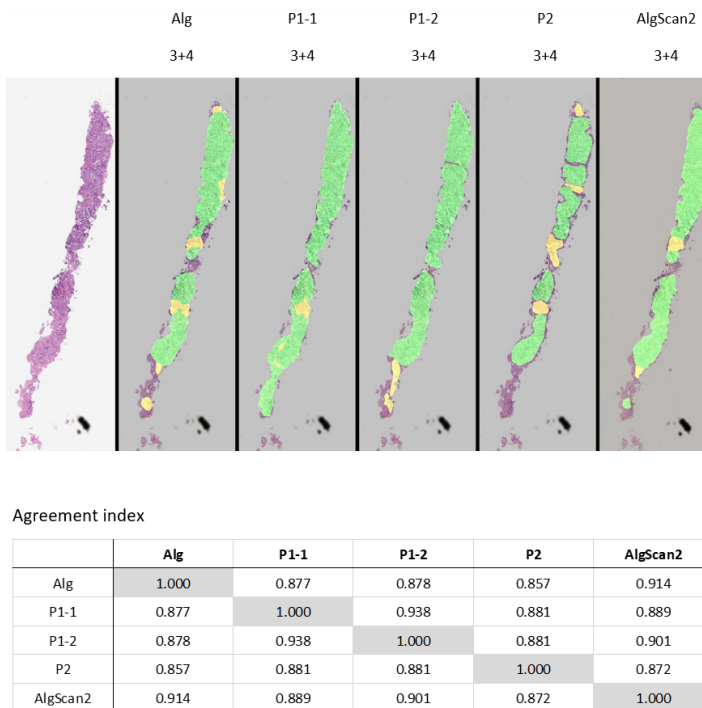 Alg P1-1 P1-2 P2 AlgScan2
3+4 3+4 3+4 3+4 3+4
Agreement index
Alg P1-1 P1-2 P2 AlgScan2
Alg 1.000 0.877 0.878 0.857 0.914
P1-1 0.877 1.000 0.938 0.881 0.889
P1-2 0.878 0.938 1.000 0.881 0.901
P2 0.857 0.881 0.881 1.000 0.872
AlgScan2 0.914 0.889 0.901 0.872 1.000